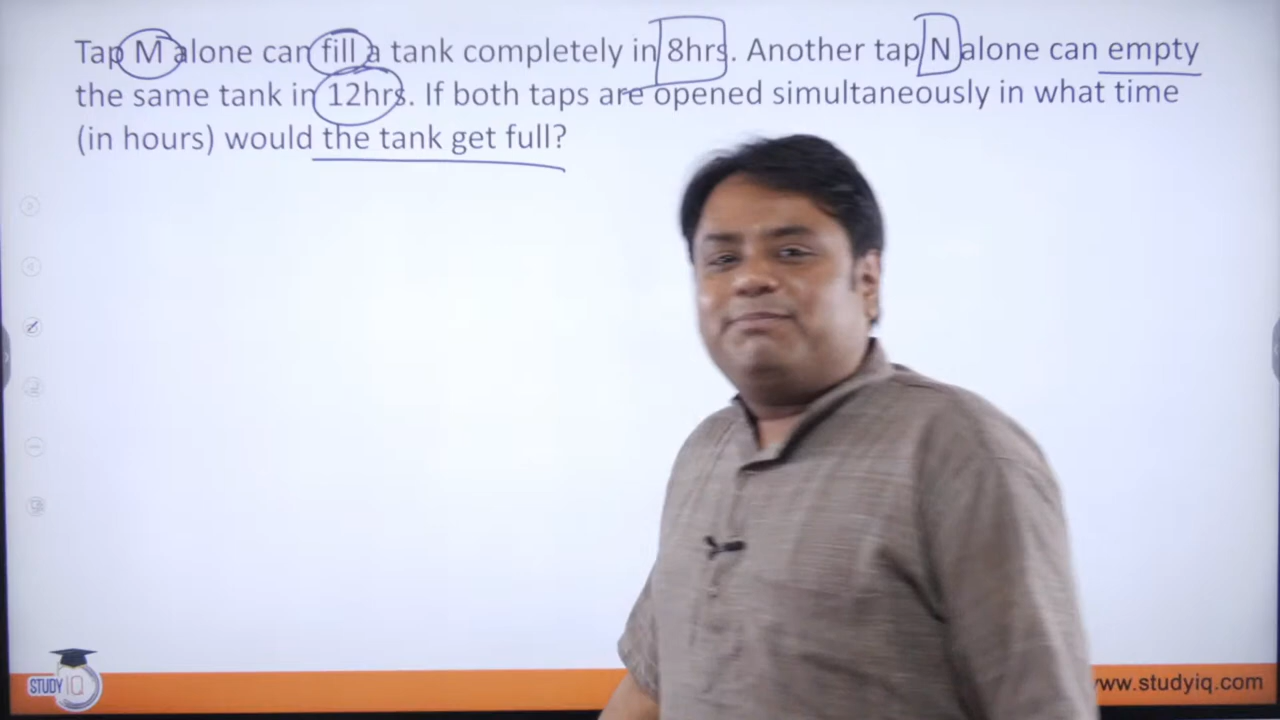 Tap M alone can fill a tank completely in 8hrs. Another tap N alone can empty
the same tank in 12hrs. If both taps are opened simultaneously in what time
(in hours) would the tank get full?
STUDY IQ
www.studyiq.com